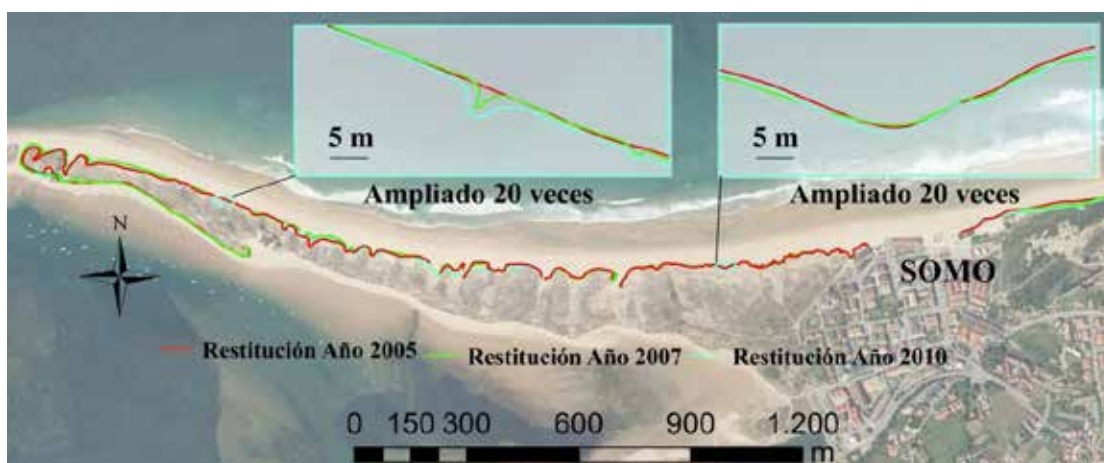 5 m
Ampliado 20 veces
5 m
Ampliado 20 veces
N
SOMO
Restitución Año 2005
Restitución Año 2007
Restitución Año 2010
0 150 300 600 900 1.200
m